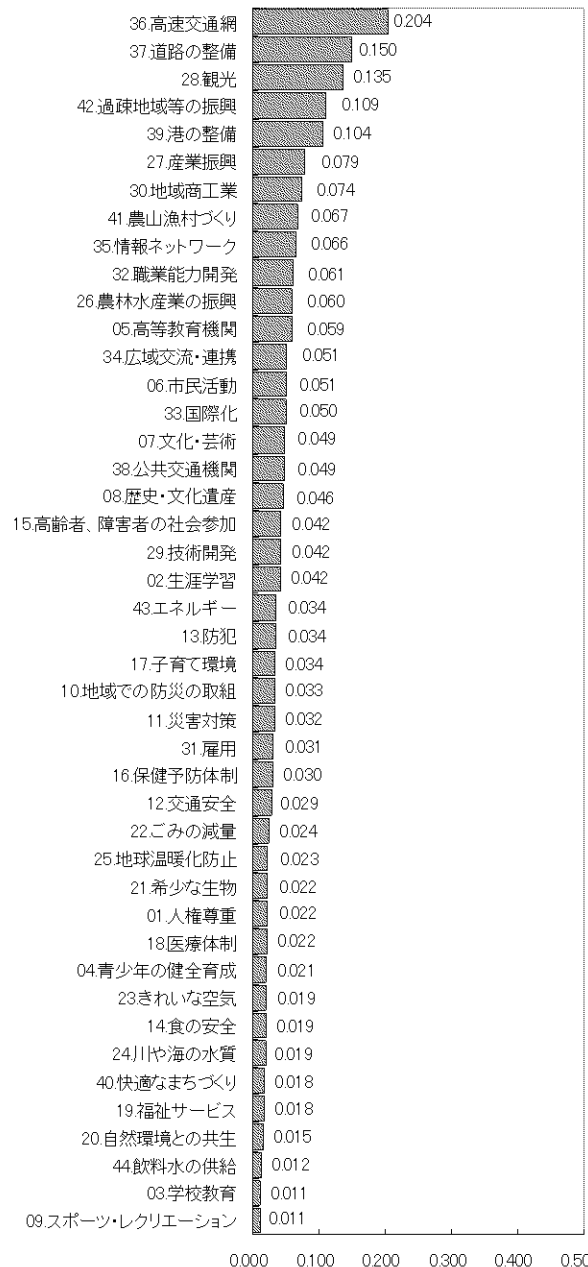 36.高速交通網 0.204
37.道路の整備 0.150
28.観光 0.135
42.過疎地域等の振興 0.109
39.港の整備 0.104
27.産業振興 0.079
30.地域商工業 0.074
41.農山漁村づくり 0.067
35.情報ネットワーク 0.066
32.職業能力開発 0.061
26.農林水産業の振興 0.060
05.高等教育機関 0.059
34.広域交流・連携 0.051
06.市民活動 0.051
33.国際化 0.050
07.文化・芸術 0.049
38.公共交通機関 0.049
08.歴史・文化遺産 0.046
15.高齢者、障害者の社会参加 0.042
29.技術開発 0.042
02.生涯学習 0.042
43.エネルギー 0.034
13.防犯 0.034
17.子育て環境 0.034
10.地域での防災の取組 0.033
11.災害対策 0.032
31.雇用 0.031
16.保健予防体制 0.030
12.交通安全 0.029
22.ごみの減量 0.024
25.地球温暖化防止 0.023
21.希少な生物 0.022
01.人権尊重 0.022
18.医療体制 0.022
04.青少年の健全育成 0.021
23.きれいな空気 0.019
14.食の安全 0.019
24.川や海の水質 0.019
40.快適なまちづくり 0.018
19.福祉サービス 0.018
20.自然環境との共生 0.015
44.飲料水の供給 0.012
03.学校教育 0.011
09.スポーツ・レクリエーション 0.011
0.000 0.100 0.200 0.300 0.400 0.50